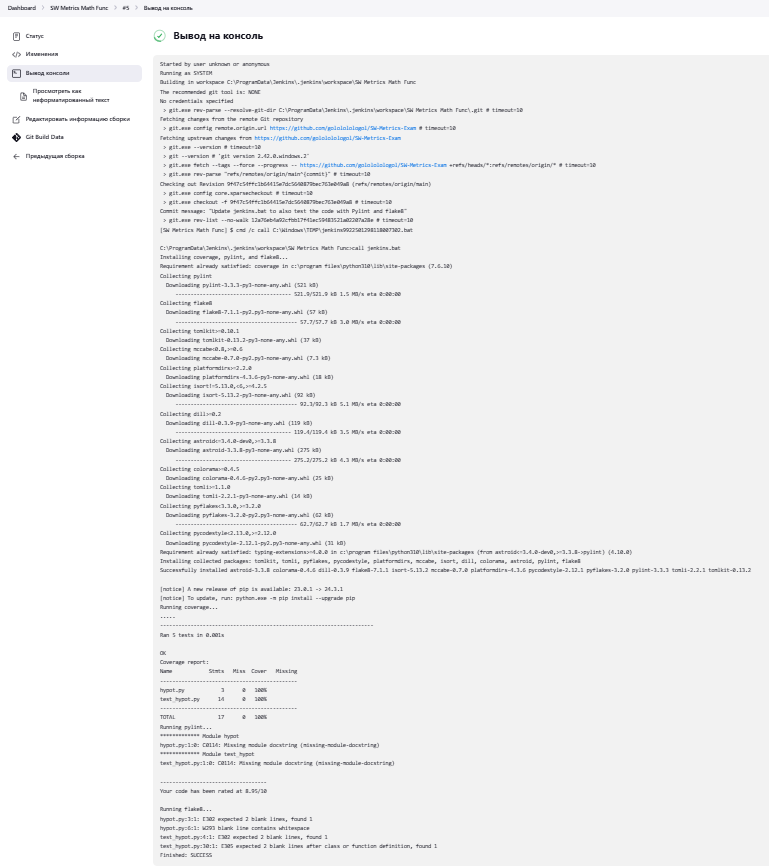 Dashboard > SW Metrics Math Func > #5 > Вывод на консоль
Статус
Изменения
Вывод консоли
Просмотреть как
неформатированный текст
Редактировать информацию сборки
Git Build Data
Предыдущая сборка
Вывод на консоль
Started by user unknown or anonymous
Running as SYSTEM
Building in workspace C:\ProgramData\Jenkins\.jenkins\workspace\SW Metrics Math Func
The recommended git tool is: NONE
No credentials specified
> git.exe rev-parse --resolve-git-dir C:\ProgramData\Jenkins\.jenkins\workspace\SW Metrics Math Func\.git # timeout=10
Fetching changes from the remote Git repository
> git.exe config remote.origin.url https://github.com/golololologol/SW-Metrics-Exam # timeout=10
Fetching upstream changes from https://github.com/golololologol/SW-Metrics-Exam
> git.exe --version # timeout=10
> git --version # 'git version 2.42.0.windows.2'
> git.exe fetch --tags --force --progress -- https://github.com/golololologol/SW-Metrics-Exam +refs/heads/*:refs/remotes/origin/* # timeout=10
> git.exe rev-parse "refs/remotes/origin/main^{commit}" # timeout=10
Checking out Revision (refs/remotes/origin/main)
> git.exe config core.sparsecheckout # timeout=10
> git.exe checkout -f # timeout=10
Commit message: "Update jenkins.bat to also test the code with Pylint and flake8"
> git.exe rev-list --no-walk # timeout=10
[SW Metrics Math Func] $ cmd /c call
C:\ProgramData\Jenkins\.jenkins\workspace\SW Metrics Math Func>call jenkins.bat
Installing coverage, pylint, and flake8...
Requirement already satisfied: coverage in c:\program files\python310\lib\site-packages (7.6.10)
Collecting pylint
Downloading pylint-3.3.3-py3-none-any.whl (521 kB)
---------------------------------------- 521.9/521.9 kB 1.5 MB/s eta 0:00:00
Collecting flake8
Downloading flake8-7.1.1-py2.py3-none-any.whl (57 kB)
---------------------------------------- 57.7/57.7 kB 3.0 MB/s eta 0:00:00
Collecting tomlkit>=0.10.1
Downloading tomlkit-0.13.2-py3-none-any.whl (37 kB)
Collecting mccabe<0.8,>=0.6
Downloading mccabe-0.7.0-py2.py3-none-any.whl (7.3 kB)
Collecting platformdirs>=2.2.0
Downloading platformdirs-4.3.6-py3-none-any.whl (18 kB)
Collecting isort!=5.13.0,<6,>=4.2.5
Downloading isort-5.13.2-py3-none-any.whl (92 kB)
---------------------------------------- 92.3/92.3 kB 5.1 MB/s eta 0:00:00
Collecting dill>=0.2
Downloading dill-0.3.9-py3-none-any.whl (119 kB)
---------------------------------------- 119.4/119.4 kB 3.5 MB/s eta 0:00:00
Collecting astroid<=3.4.0-dev0,>=3.3.8
Downloading astroid-3.3.8-py3-none-any.whl (275 kB)
---------------------------------------- 275.2/275.2 kB 4.3 MB/s eta 0:00:00
Collecting colorama>=0.4.5
Downloading colorama-0.4.6-py2.py3-none-any.whl (25 kB)
Collecting tomli>=1.1.0
Downloading tomli-2.2.1-py3-none-any.whl (14 kB)
Collecting pyflakes<3.3.0,>=3.2.0
Downloading pyflakes-3.2.0-py2.py3-none-any.whl (62 kB)
---------------------------------------- 62.7/62.7 kB 1.7 MB/s eta 0:00:00
Collecting pycodestyle<2.13.0,>=2.12.0
Downloading pycodestyle-2.12.1-py2.py3-none-any.whl (31 kB)
Requirement already satisfied: typing-extensions>=4.0.0 in c:\program files\python310\lib\site-packages (from astroid<=3.4.0-dev0,>=3.3.8->pylint) (4.10.0)
Installing collected packages: tomlkit, tomli, pyflakes, pycodestyle, platformdirs, mccabe, isort, dill, colorama, astroid, pylint, flake8
Successfully installed astroid-3.3.8 colorama-0.4.6 dill-0.3.9 flake8-7.1.1 isort-5.13.2 mccabe-0.7.0 platformdirs-4.3.6 pycodestyle-2.12.1 pyflakes-3.2.0 pylint-3.3.3 tomli-2.2.1 tomlkit-0.13.2
[notice] A new release of pip is available: 23.0.1 -> 24.3.1
[notice] To update, run: python.exe -m pip install --upgrade pip
Running coverage...
.....
----------------------------------------------------------------------
Ran 5 tests in 0.001s
OK
Coverage report:
Name Stmts Miss Cover Missing
---------------------------------------------
hypot.py 3 0 100%
test_hypot.py 14 0 100%
---------------------------------------------
TOTAL 17 0 100%
Running pylint...
************* Module hypot
hypot.py:1:0: C0114: Missing module docstring (missing-module-docstring)
************* Module test_hypot
test_hypot.py:1:0: C0114: Missing module docstring (missing-module-docstring)
-----------------------------------
Your code has been rated at 8.95/10
Running flake8...
hypot.py:3:1: E302 expected 2 blank lines, found 1
hypot.py:6:1: W293 blank line contains whitespace
test_hypot.py:4:1: E302 expected 2 blank lines, found 1
test_hypot.py:30:1: E305 expected 2 blank lines after class or function definition, found 1
Finished: SUCCESS